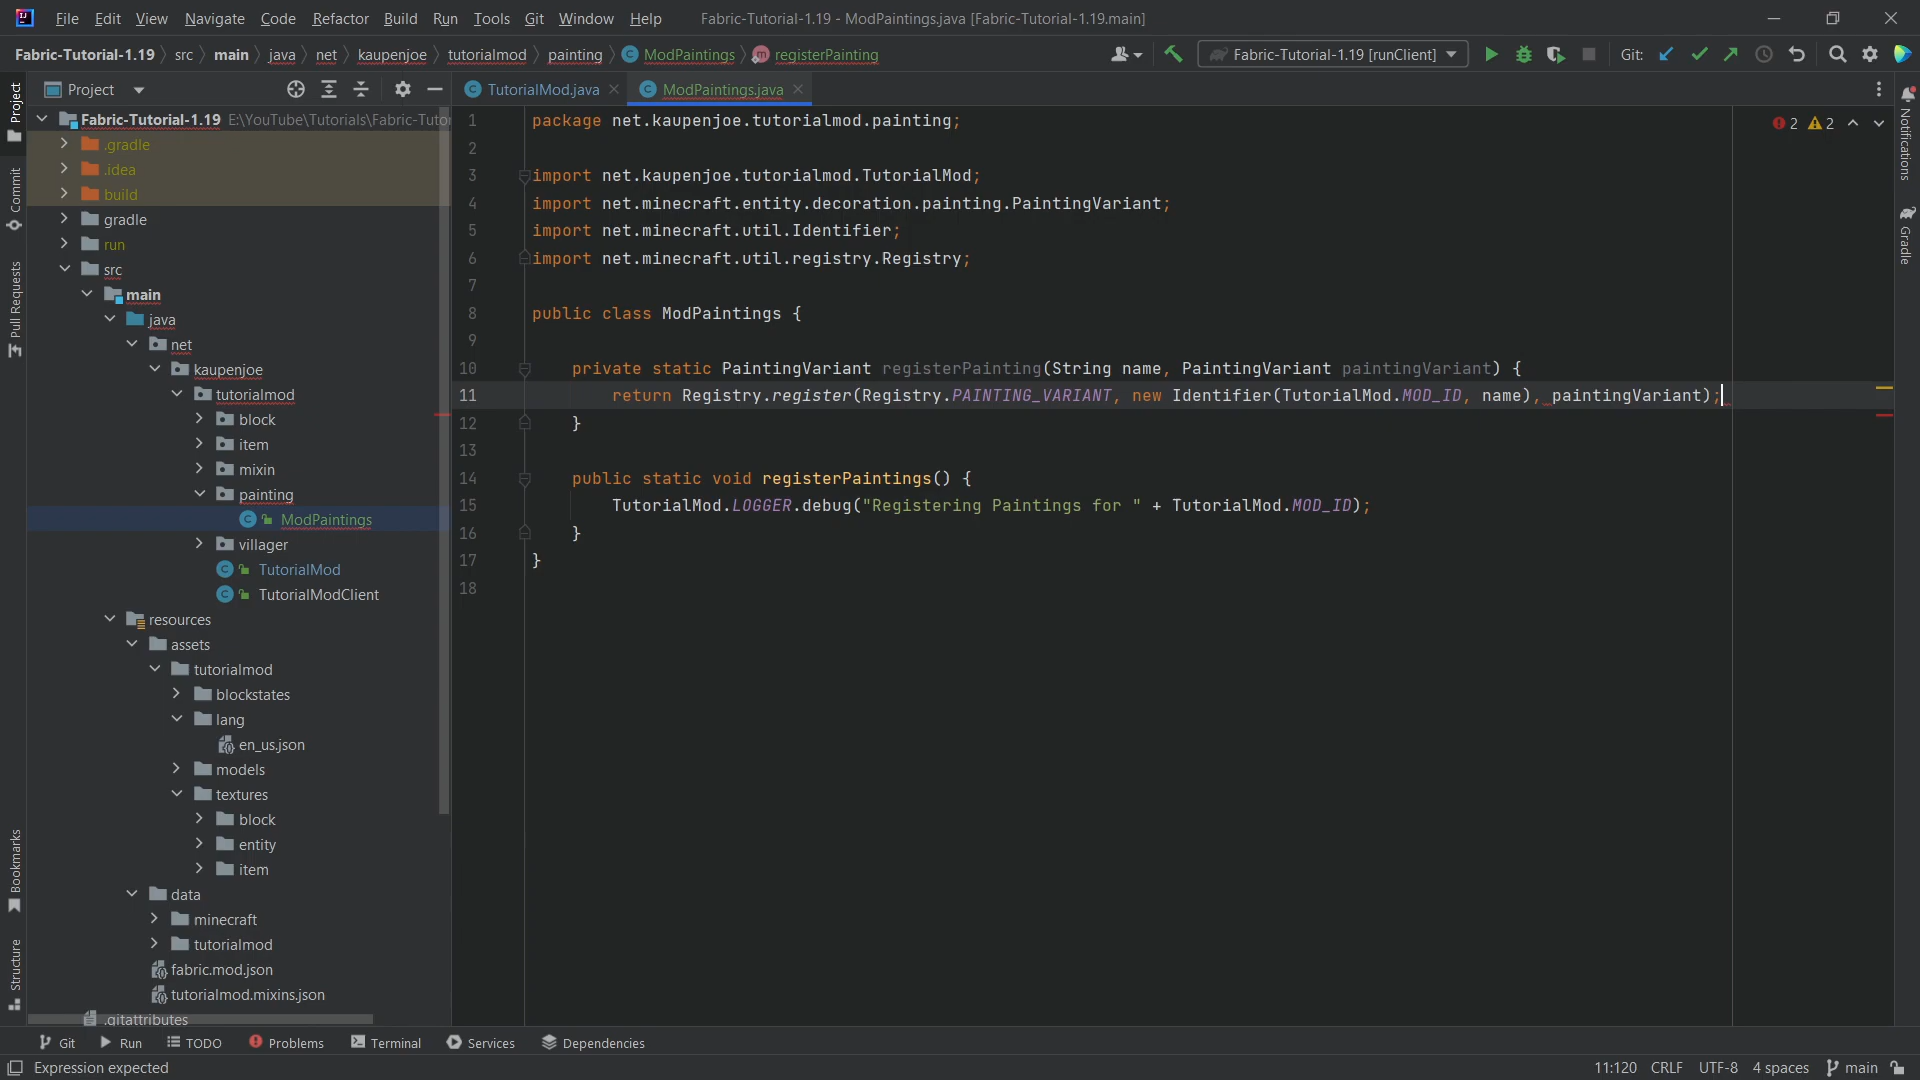 File Edit View Navigate Code Refactor Build Run Tools Git Window Help Fabric-Tutorial-1.19 - ModPaintings.java [Fabric-Tutorial-1.19.main]
Fabric-Tutorial-1.19 src main java net kaupenjoe tutorialmod painting ModPaintings registerPainting Fabric-Tutorial-1.19 [runClient] Git:
Project
TutorialMod.java ModPaintings.java
Project
Commit
Pull Requests
Bookmarks
Structure
Fabric-Tutorial-1.19 E:\YouTube\Tutorials\Fabric-Tutor
.gradle
.idea
build
gradle
run
src
main
java
net
kaupenjoe
tutorialmod
block
item
mixin
painting
ModPaintings
villager
TutorialMod
TutorialModClient
resources
assets
tutorialmod
blockstates
lang
en_us.json
models
textures
block
entity
item
data
minecraft
tutorialmod
fabric.mod.json
tutorialmod.mixins.json
.gitattributes
1 package net.kaupenjoe.tutorialmod.painting;
2
3 import net.kaupenjoe.tutorialmod.TutorialMod;
4 import net.minecraft.entity.decoration.painting.PaintingVariant;
5 import net.minecraft.util.Identifier;
6 import net.minecraft.util.registry.Registry;
7
8 public class ModPaintings {
9
10 private static PaintingVariant registerPainting(String name, PaintingVariant paintingVariant) {
11 return Registry.register(Registry.PAINTING_VARIANT, new Identifier(TutorialMod.MOD_ID, name), paintingVariant);
12 }
13
14 public static void registerPaintings() {
15 TutorialMod.LOGGER.debug("Registering Paintings for " + TutorialMod.MOD_ID);
16 }
17 }
18
2 2
Notifications
Gradle
Git Run TODO Problems Terminal Services Dependencies
Expression expected 11:120 CRLF UTF-8 4 spaces main